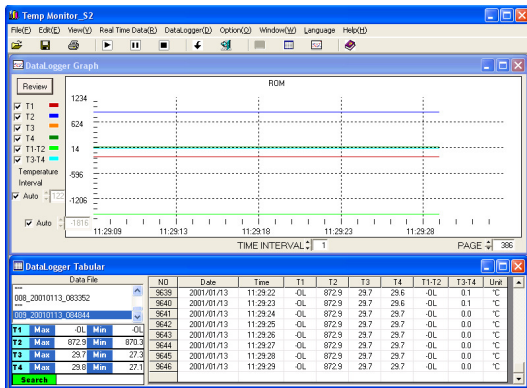 Temp Monitor_S2
File(F) Edit(E) View(V) Real Time Data(R) DataLogger(D) Option(O) Window(W) Language Help(H)
DataLogger Graph
Review
ROM
T1
T2
T3
T4
T1-T2
T3-T4
Temperature
Interval
Auto 122
Auto -1816
1234
624
14
-596
-1206
11:29:09 11:29:13 11:29:18 11:29:23 11:29:28
TIME INTERVAL 1 PAGE 386
DataLogger Tabular
Data File
008_20010113_083352
009_20010113_084844
T1 Max -OL Min -OL
T2 Max 872.9 Min 870.3
T3 Max 29.7 Min 27.3
T4 Max 29.8 Min 27.1
Search
NO Date Time T1 T2 T3 T4 T1-T2 T3-T4 Unit
9639 2001/01/13 11:29:22 -OL 872.9 29.7 29.6 -OL 0.1 °C
9640 2001/01/13 11:29:23 -OL 872.9 29.7 29.6 -OL 0.1 °C
9641 2001/01/13 11:29:24 -OL 872.9 29.7 29.7 -OL 0.0 °C
9642 2001/01/13 11:29:25 -OL 872.9 29.7 29.7 -OL 0.0 °C
9643 2001/01/13 11:29:26 -OL 872.9 29.7 29.7 -OL 0.0 °C
9644 2001/01/13 11:29:27 -OL 872.9 29.7 29.7 -OL 0.0 °C
9645 2001/01/13 11:29:28 -OL 872.9 29.7 29.7 -OL 0.0 °C
9646 2001/01/13 11:29:29 -OL 872.9 29.7 29.7 -OL 0.0 °C